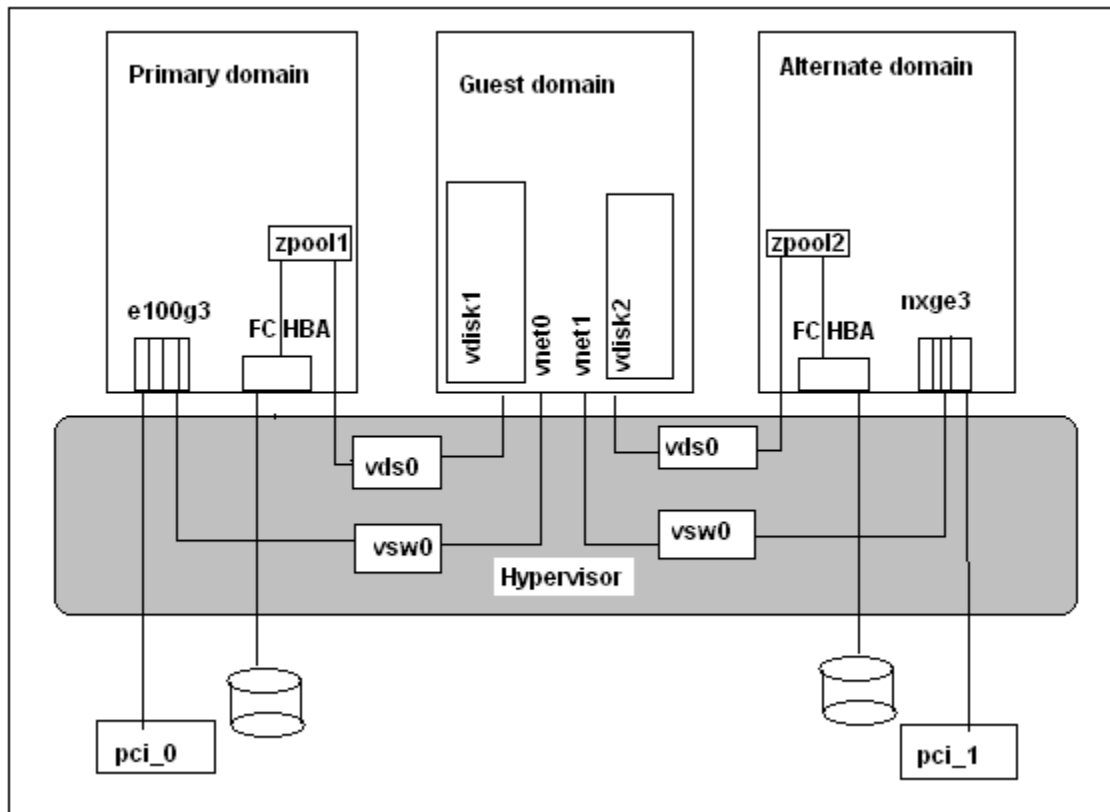 Primary domain
Guest domain
Alternate domain
zpool1
zpool2
e100g3
FC HBA
vdisk1
vnet0
vnet1
vdisk2
FC HBA
nxge3
vds0
vds0
vsw0
vsw0
Hypervisor
pci_0
pci_1